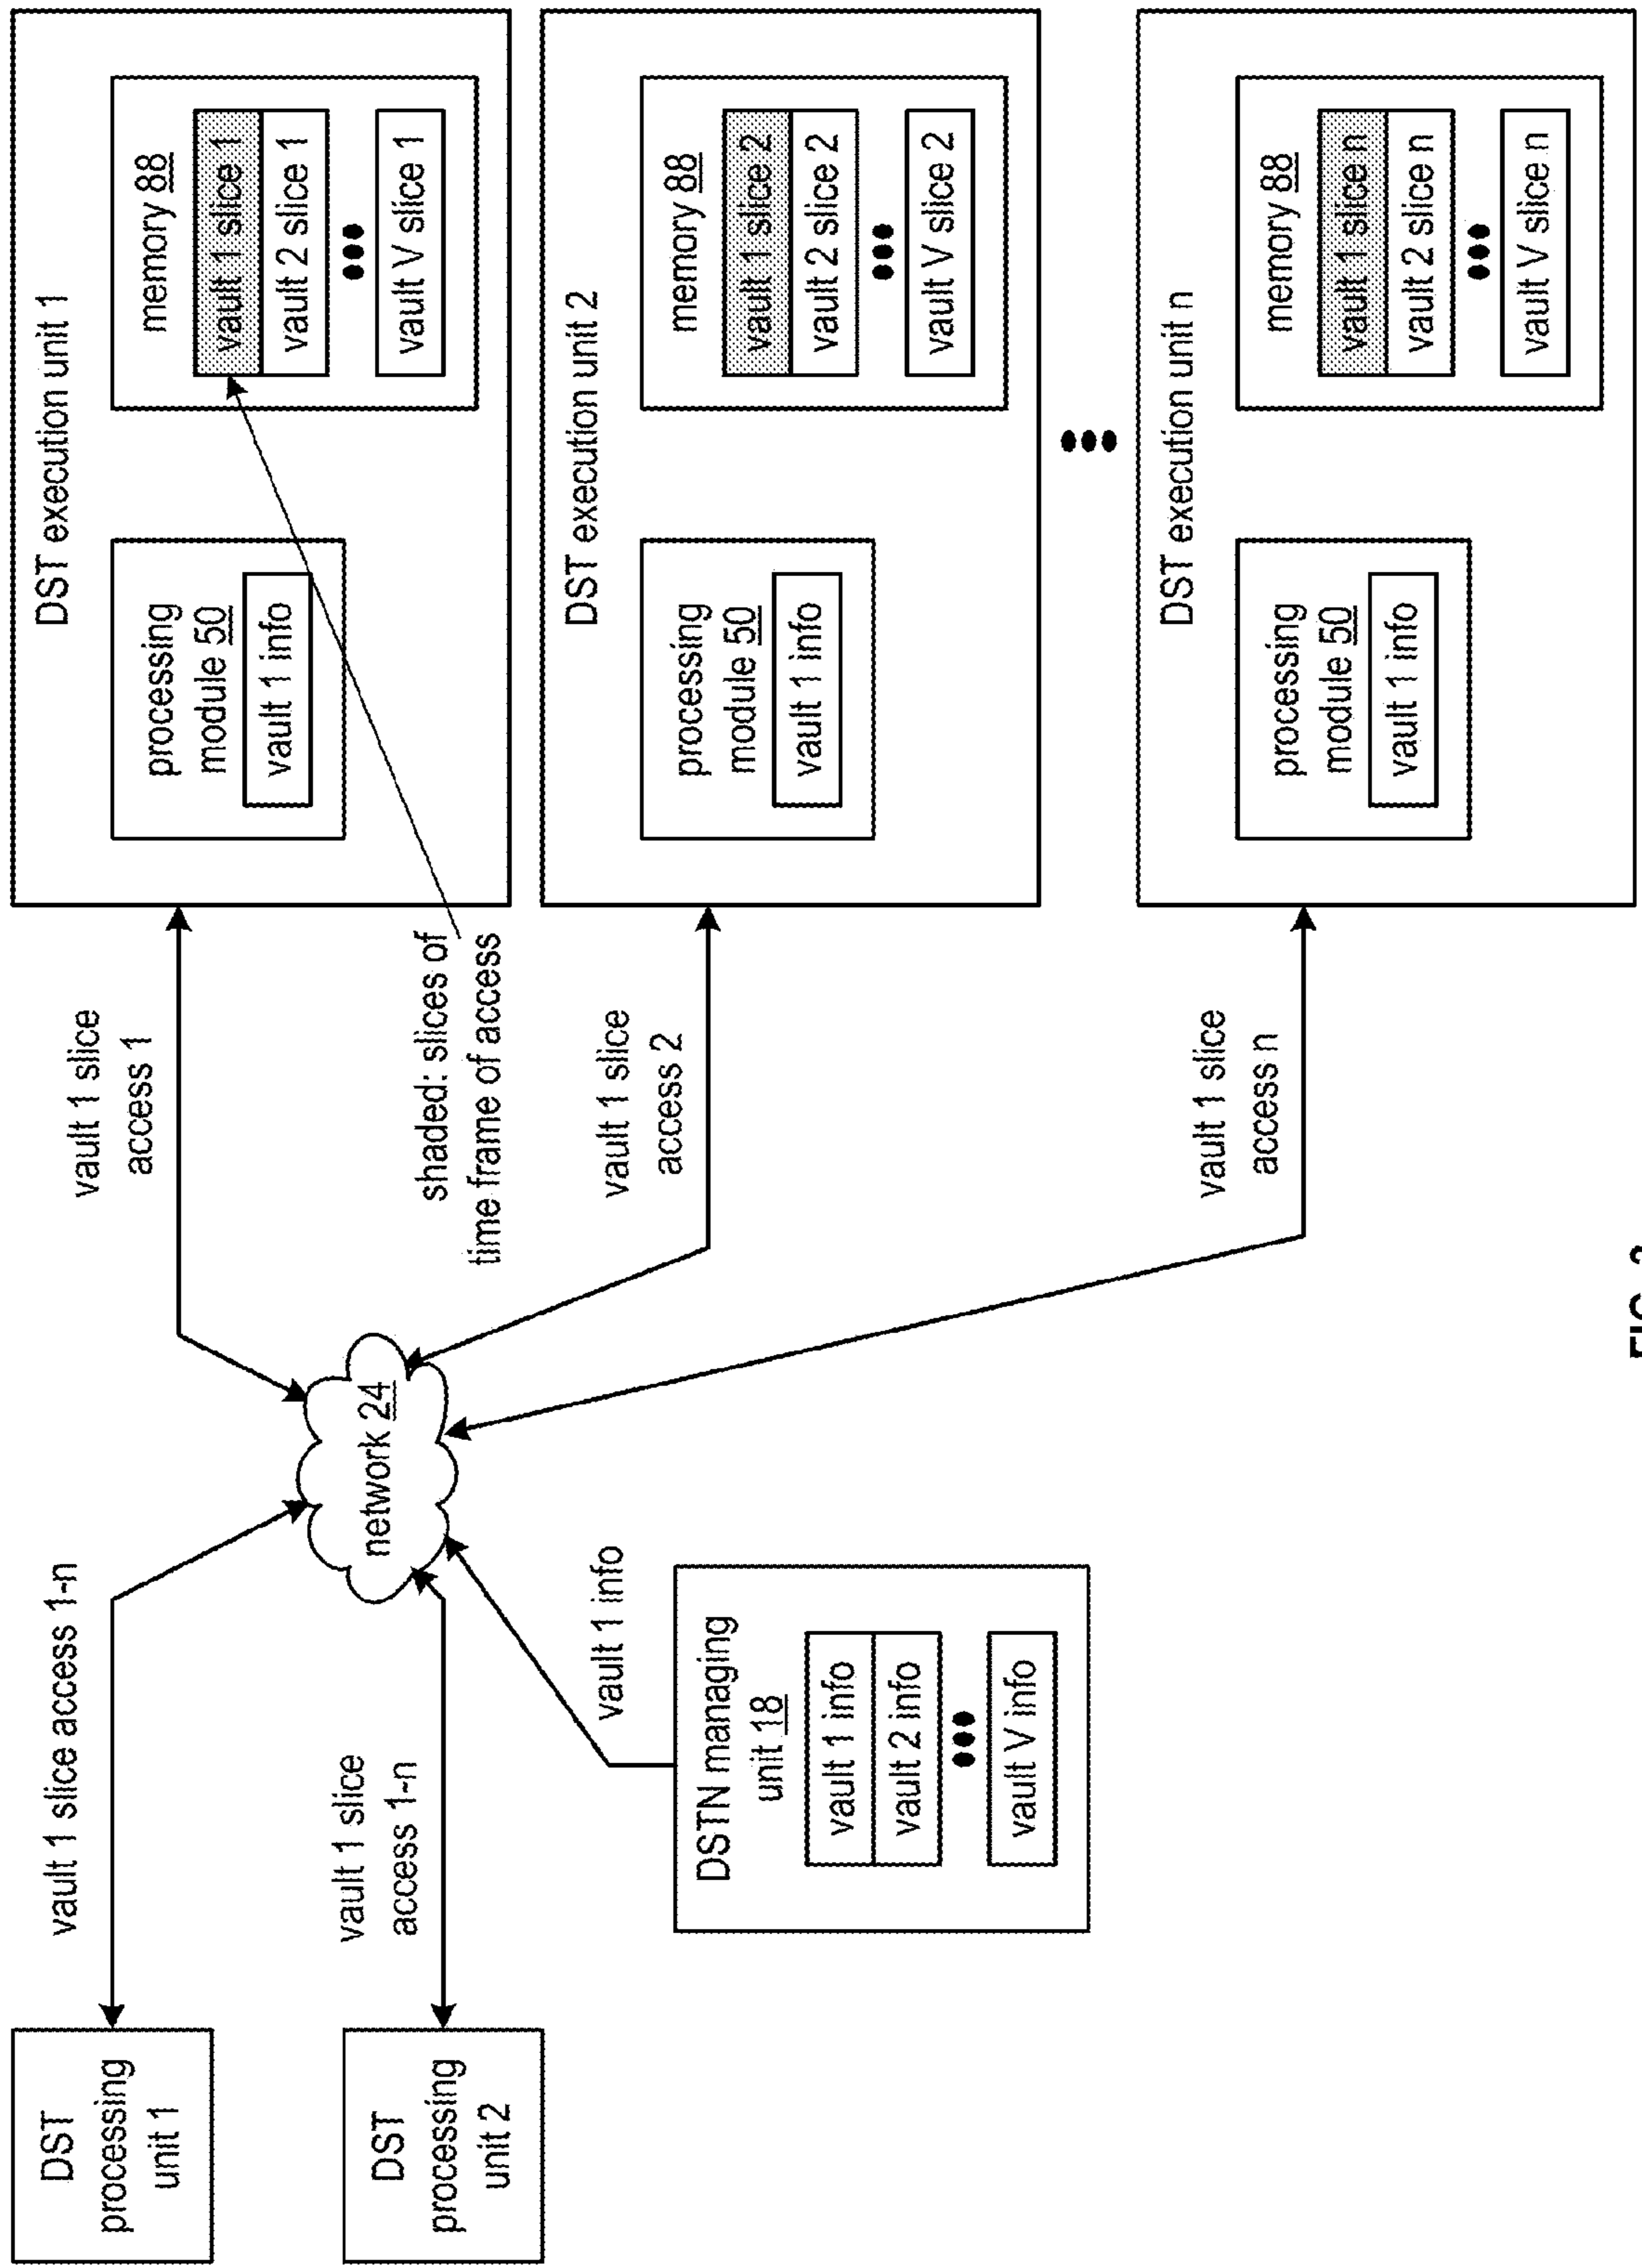 DST
processing
unit 1
vault 1 slice access 1-n
vault 1 slice
access 1
DST execution unit 1
processing
module 50
vault 1 info
memory 88
vault 1 slice 1
vault 2 slice 1
vault V slice 1
DST
processing
unit 2
vault 1 slice
access 1-n
network 24
shaded: slices of
time frame of access
vault 1 slice
access 2
DST execution unit 2
processing
module 50
vault 1 info
memory 88
vault 1 slice 2
vault 2 slice 2
vault V slice 2
vault 1 info
DSTN managing
unit 18
vault 1 info
vault 2 info
vault V info
vault 1 slice
access n
DST execution unit n
processing
module 50
vault 1 info
memory 88
vault 1 slice n
vault 2 slice n
vault V slice n
FIG.